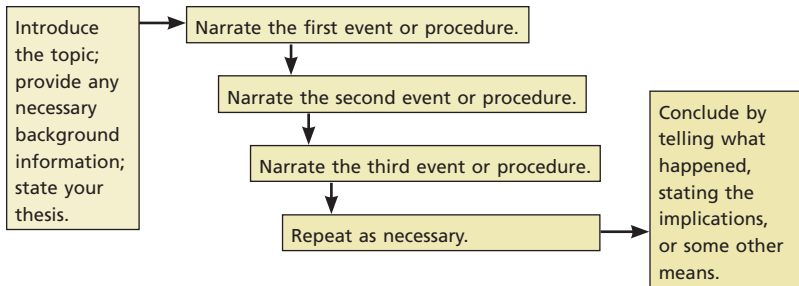 Introduce
the topic;
provide any
necessary
background
information;
state your
thesis.
Narrate the first event or procedure.
Narrate the second event or procedure.
Narrate the third event or procedure.
Repeat as necessary.
Conclude by
telling what
happened,
stating the
implications,
or some other
means.